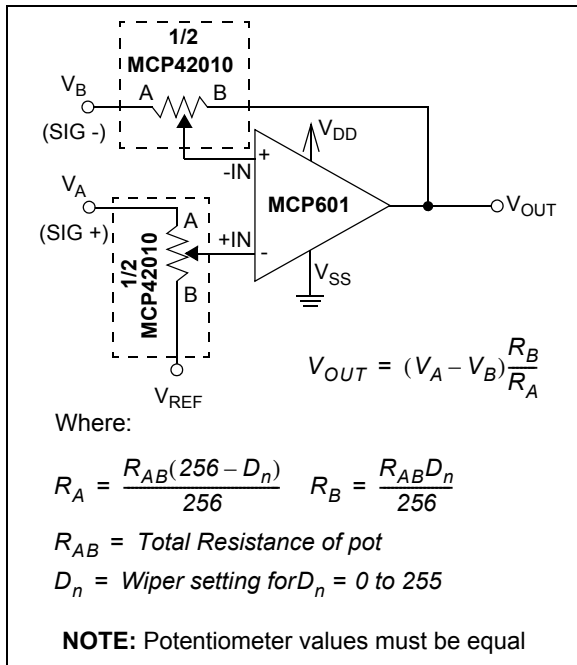 1/2
MCP42010
V_B
A
B
(SIG -)
V_DD
+
-IN
V_A
MCP601
V_OUT
A
+IN
-
(SIG +)
1/2
MCP42010
B
V_SS
V_REF
V_OUT = (V_A – V_B) R_B/R_A
Where:
R_A = R_AB(256 – D_n)/256 R_B = R_AB D_n/256
R_AB = Total Resistance of pot
D_n = Wiper setting forD_n = 0 to 255
NOTE: Potentiometer values must be equal